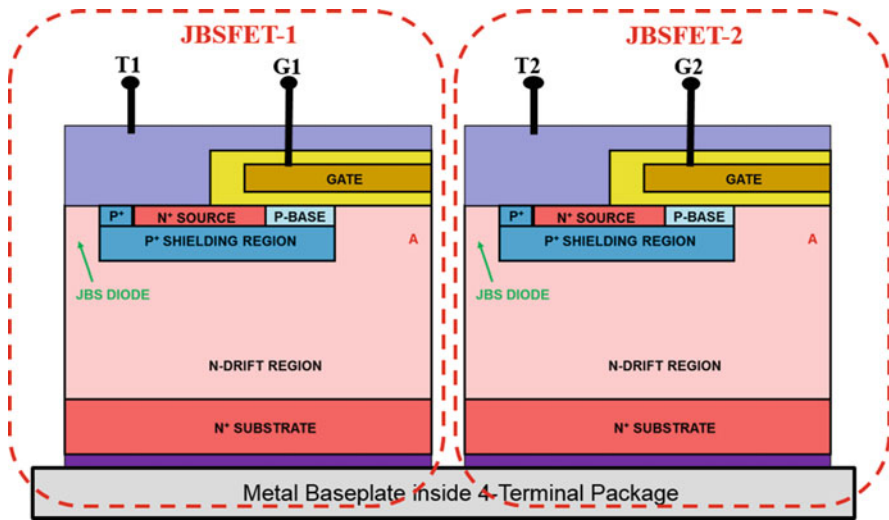 JBSFET-1
JBSFET-2
T1
G1
T2
G2
GATE
GATE
P+
N+ SOURCE
P-BASE
P+
N+ SOURCE
P-BASE
P+ SHIELDING REGION
A
P+ SHIELDING REGION
A
JBS DIODE
JBS DIODE
N-DRIFT REGION
N-DRIFT REGION
N+ SUBSTRATE
N+ SUBSTRATE
Metal Baseplate inside 4-Terminal Package